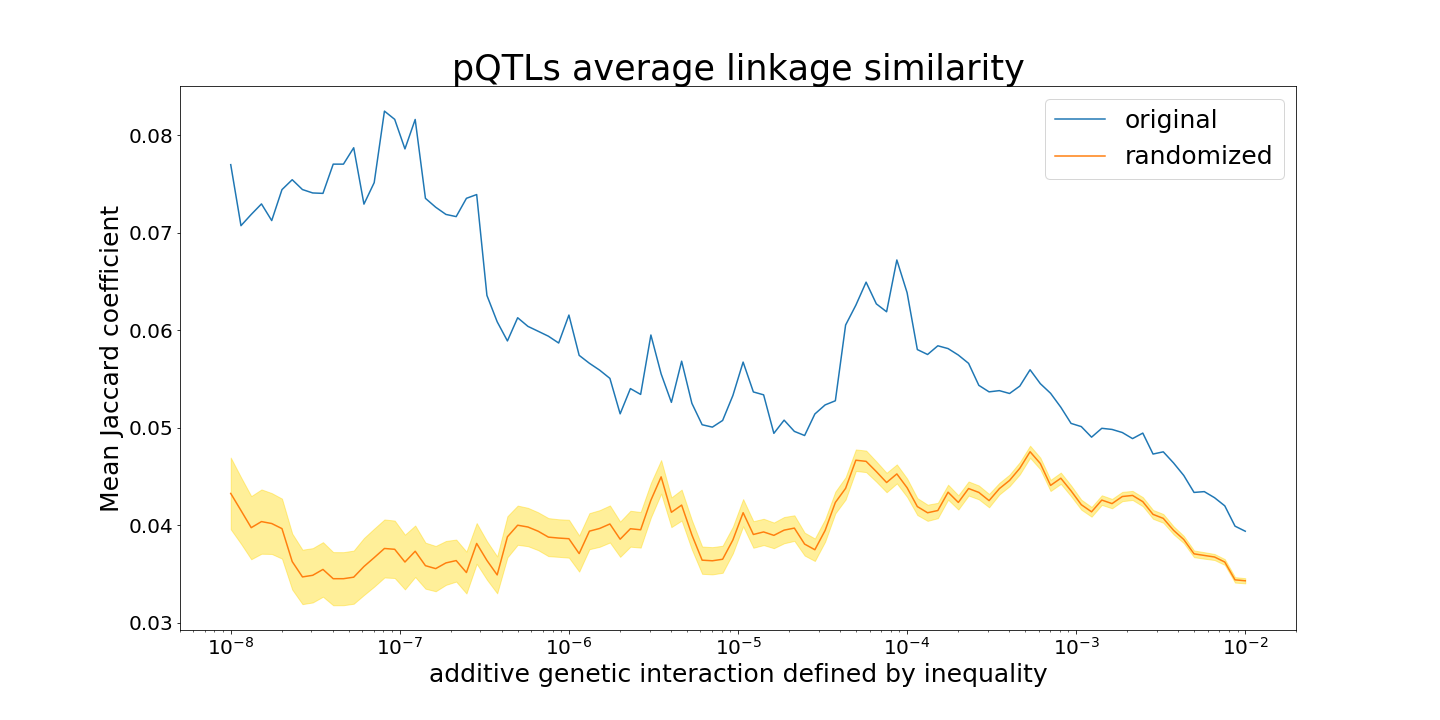 pQTLs average linkage similarity
original
randomized
Mean Jaccard coefficient
0.08
0.07
0.06
0.05
0.04
0.03
10⁻⁸ 10⁻⁷ 10⁻⁶ 10⁻⁵ 10⁻⁴ 10⁻³ 10⁻²
additive genetic interaction defined by inequality